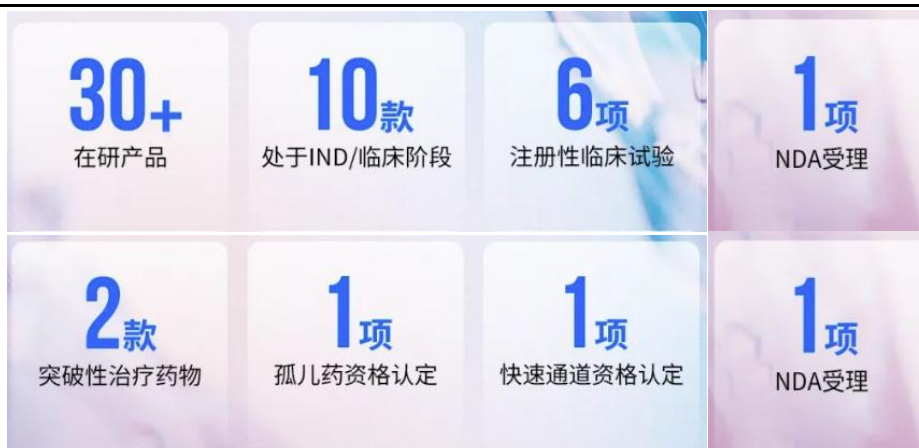 30+
在研产品
10款
处于IND/临床阶段
6项
注册性临床试验
1项
NDA受理
2款
突破性治疗药物
1项
孤儿药资格认定
1项
快速通道资格认定
1项
NDA受理